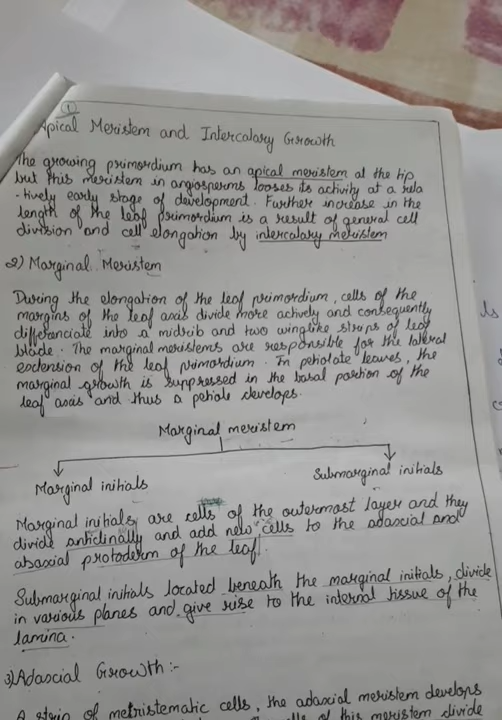 ①
Apical Meristem and Intercalary Growth
The growing primordium has an apical meristem at the tip
but this meristem in angiosperms looses its activity at a rela
-tively early stage of development. Further increase in the
length of the leaf primordium is a result of general cell
division and cell elongation by intercalary meristem
2) Marginal Meristem
During the elongation of the leaf primordium, cells of the
margins of the leaf axis divide more actively and consequently
differenciate into a midrib and two winglike strips of leaf
blade. The marginal meristems are responsible for the lateral
extension of the leaf primordium. In petiolate leaves, the
marginal growth is suppressed in the basal portion of the
leaf axis and thus a petiole develops.
Marginal meristem
Marginal initials Submarginal initials
Marginal initials are cells of the outermost layer and they
divide anticlinally and add new cells to the adaxial and
abaxial protoderm of the leaf.
Submarginal initials located beneath the marginal initials, divide
in various planes and give rise to the internal tissue of the
lamina.
3) Adaxial Growth:-
A strip of metristematic cells, the adaxial meristem develops
of this meristem divide